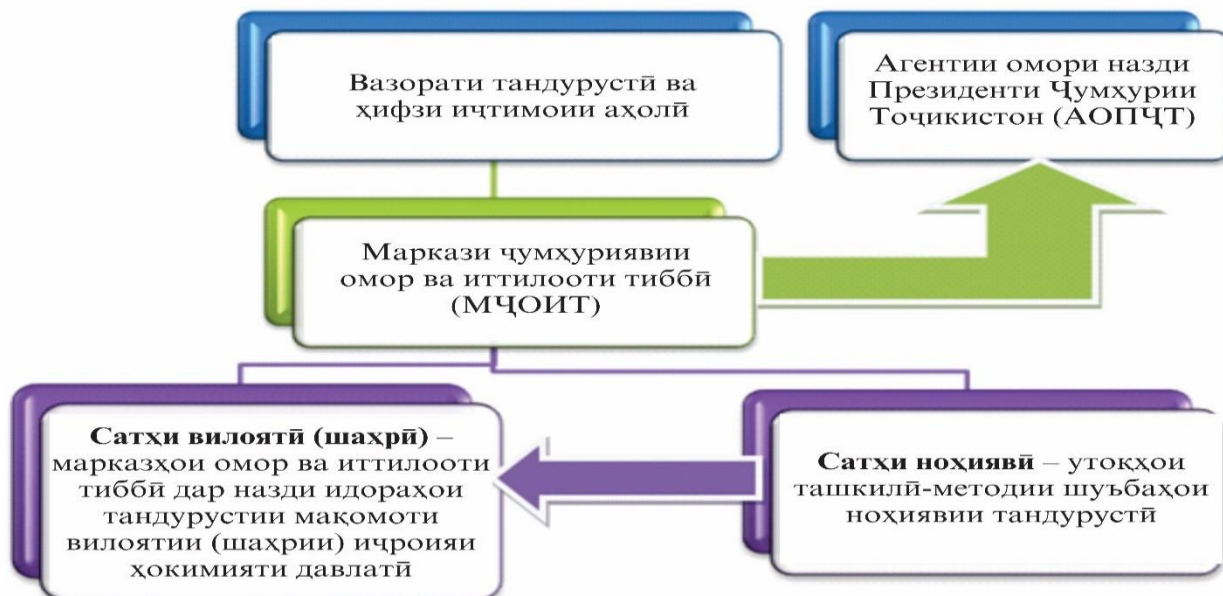 Вазорати тандурустӣ ва
ҳифзи иҷтимоии аҳолӣ
Агентии омори назди
Президенти Ҷумҳурии
Тоҷикистон (АОПҶТ)
Маркази ҷумҳуриявии
омор ва иттилооти тиббӣ
(МҶОИТ)
Сатҳи вилоятӣ (шаҳрӣ) –
марказҳои омор ва иттилооти
тиббӣ дар назди идораҳои
тандурустии мақомоти
вилоятии (шаҳрии) иҷроияи
ҳокимияти давлатӣ
Сатҳи ноҳиявӣ – утоқҳои
ташкилӣ-методии шуъбаҳои
ноҳиявии тандурустӣ